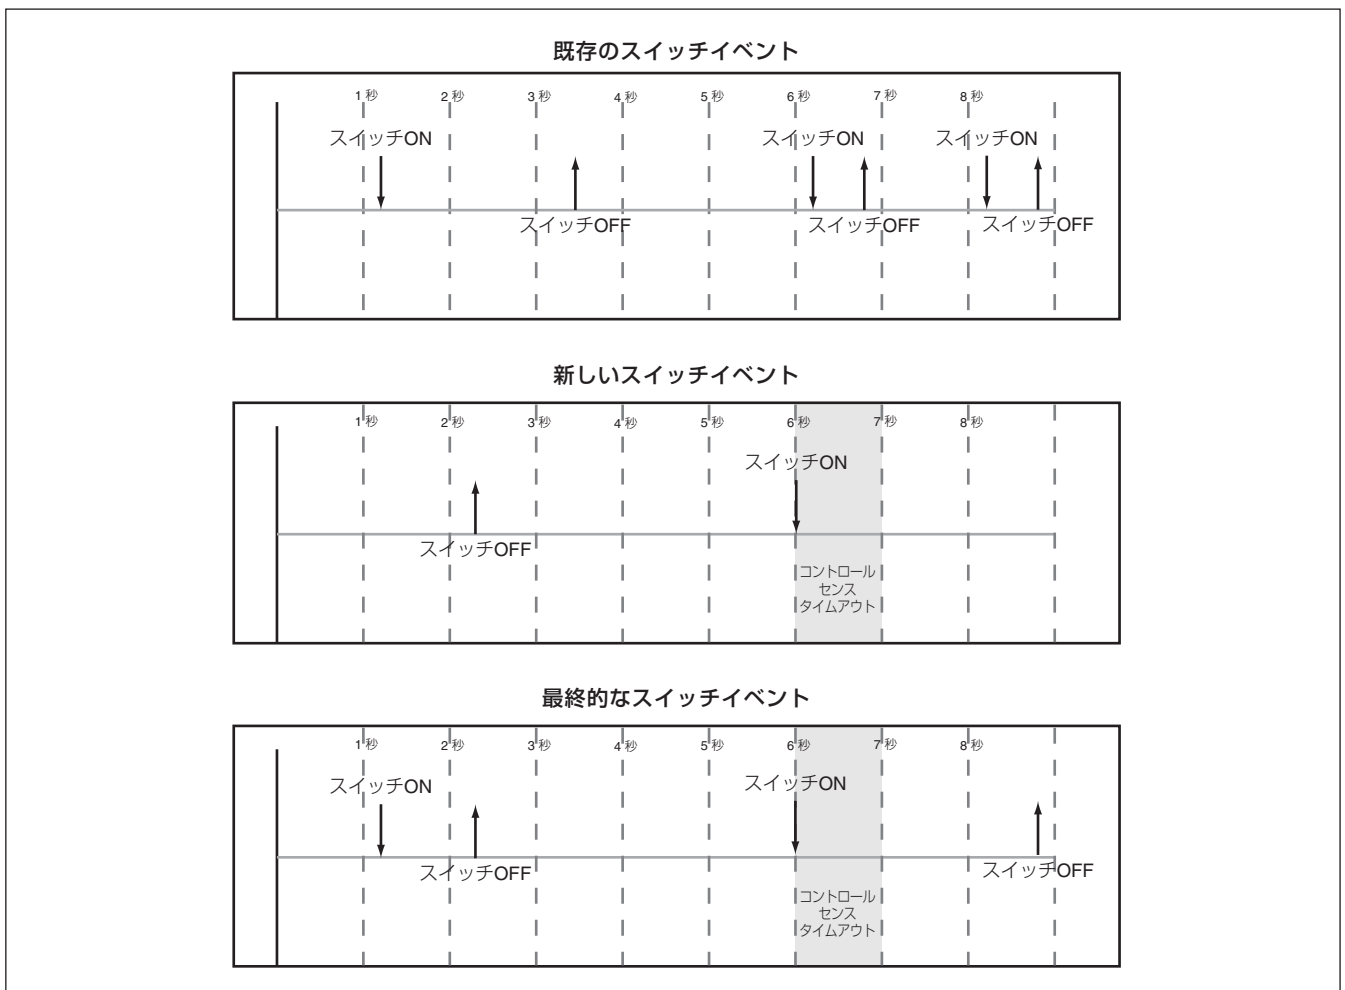 既存のスイッチイベント
1秒 2秒 3秒 4秒 5秒 6秒 7秒 8秒
スイッチON スイッチON スイッチON
スイッチOFF スイッチOFF スイッチOFF
新しいスイッチイベント
1秒 2秒 3秒 4秒 5秒 6秒 7秒 8秒
スイッチON
スイッチOFF
コントロール
センス
タイムアウト
最終的なスイッチイベント
1秒 2秒 3秒 4秒 5秒 6秒 7秒 8秒
スイッチON スイッチON
スイッチOFF スイッチOFF
コントロール
センス
タイムアウト